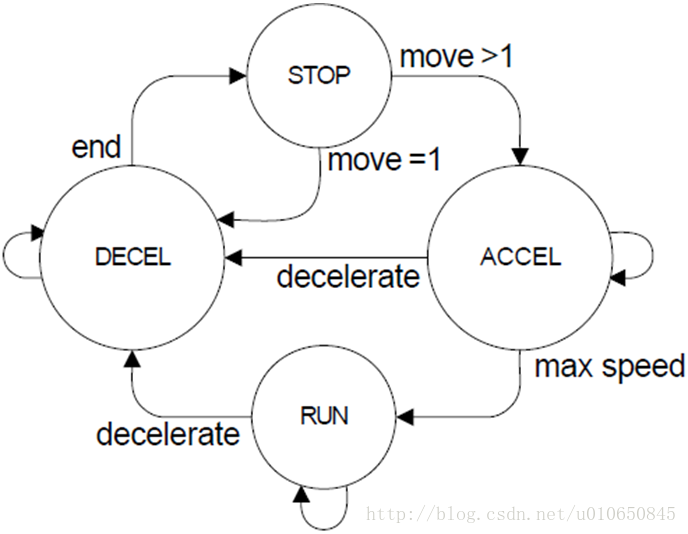 STOP
move >1
end
move =1
DECEL
ACCEL
decelerate
max speed
RUN
decelerate
http://blog.csdn.net/u010650845